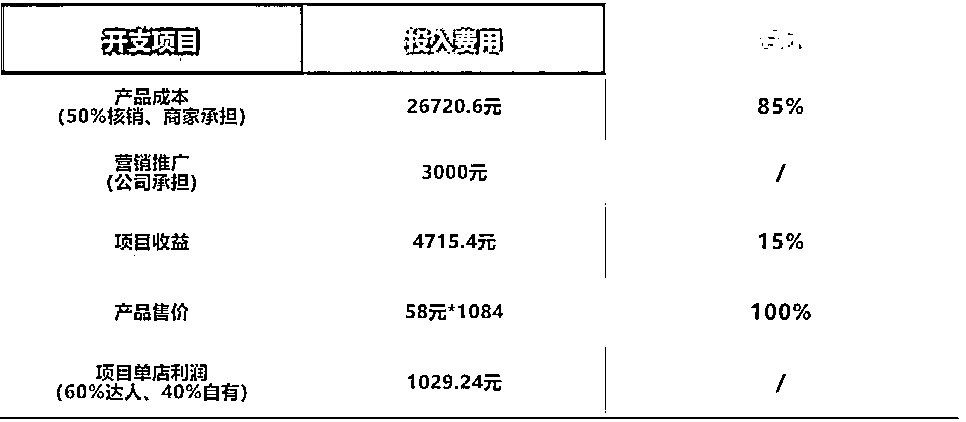 开支项目 投入费用
产品成本
(50%核销、商家承担) 26720.6元 85%
营销推广
(公司承担) 3000元 /
项目收益 4715.4元 15%
产品售价 58元*1084 100%
项目单店利润
(60%达人、40%自有) 1029.24元 /